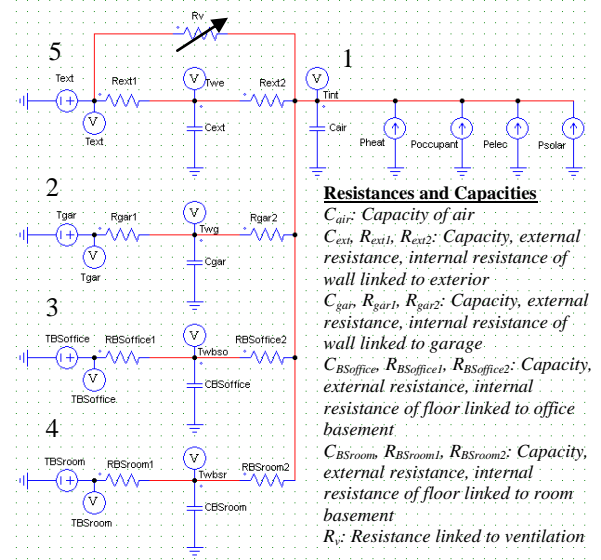 Rv
5
1
Text
Rext1
Twe
Rext2
V
V
Tint
V
Text
Cext
Cair
Pheat
Poccupant
Pelec
Psolar
2
V
Tgar
Rgar1
Twg
Rgar2
V
Tgar
Cgar
3
V
TBSoffice
RBSoffice1
Twbso
RBSoffice2
V
TBSoffice
CBSoffice
4
V
TBSroom
RBSroom1
Twbsr
RBSroom2
V
TBSroom
CBSroom
Resistances and Capacities
Cair: Capacity of air
Cext, Rext1, Rext2: Capacity, external
resistance, internal resistance of
wall linked to exterior
Cgar, Rgar1, Rgar2: Capacity, external
resistance, internal resistance of
wall linked to garage
CBSoffice, RBSoffice1, RBSoffice2: Capacity,
external resistance, internal
resistance of floor linked to office
basement
CBSroom, RBSroom1, RBSroom2: Capacity,
external resistance, internal
resistance of floor linked to room
basement
Rv: Resistance linked to ventilation